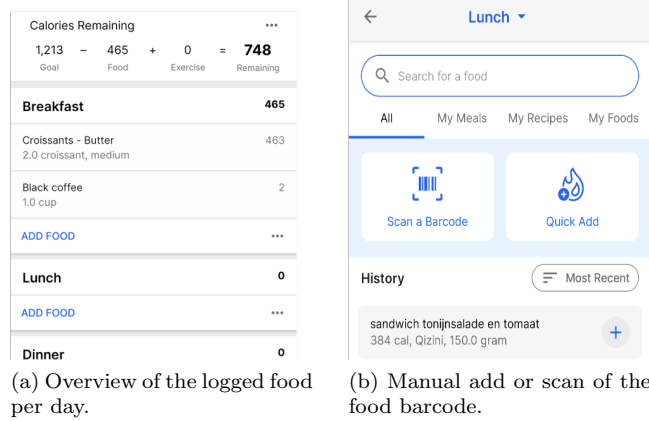 Calories Remaining ...
1,213 – 465 + 0 = 748
Goal Food Exercise Remaining
Breakfast 465
Croissants - Butter 463
2.0 croissant, medium
Black coffee 2
1.0 cup
ADD FOOD ...
Lunch 0
ADD FOOD ...
Dinner 0
(a) Overview of the logged food
per day.
Lunch
Search for a food
All My Meals My Recipes My Foods
Scan a Barcode Quick Add
History Most Recent
sandwich tonijnsalade en tomaat
384 cal, Qizini, 150.0 gram
(b) Manual add or scan of the
food barcode.